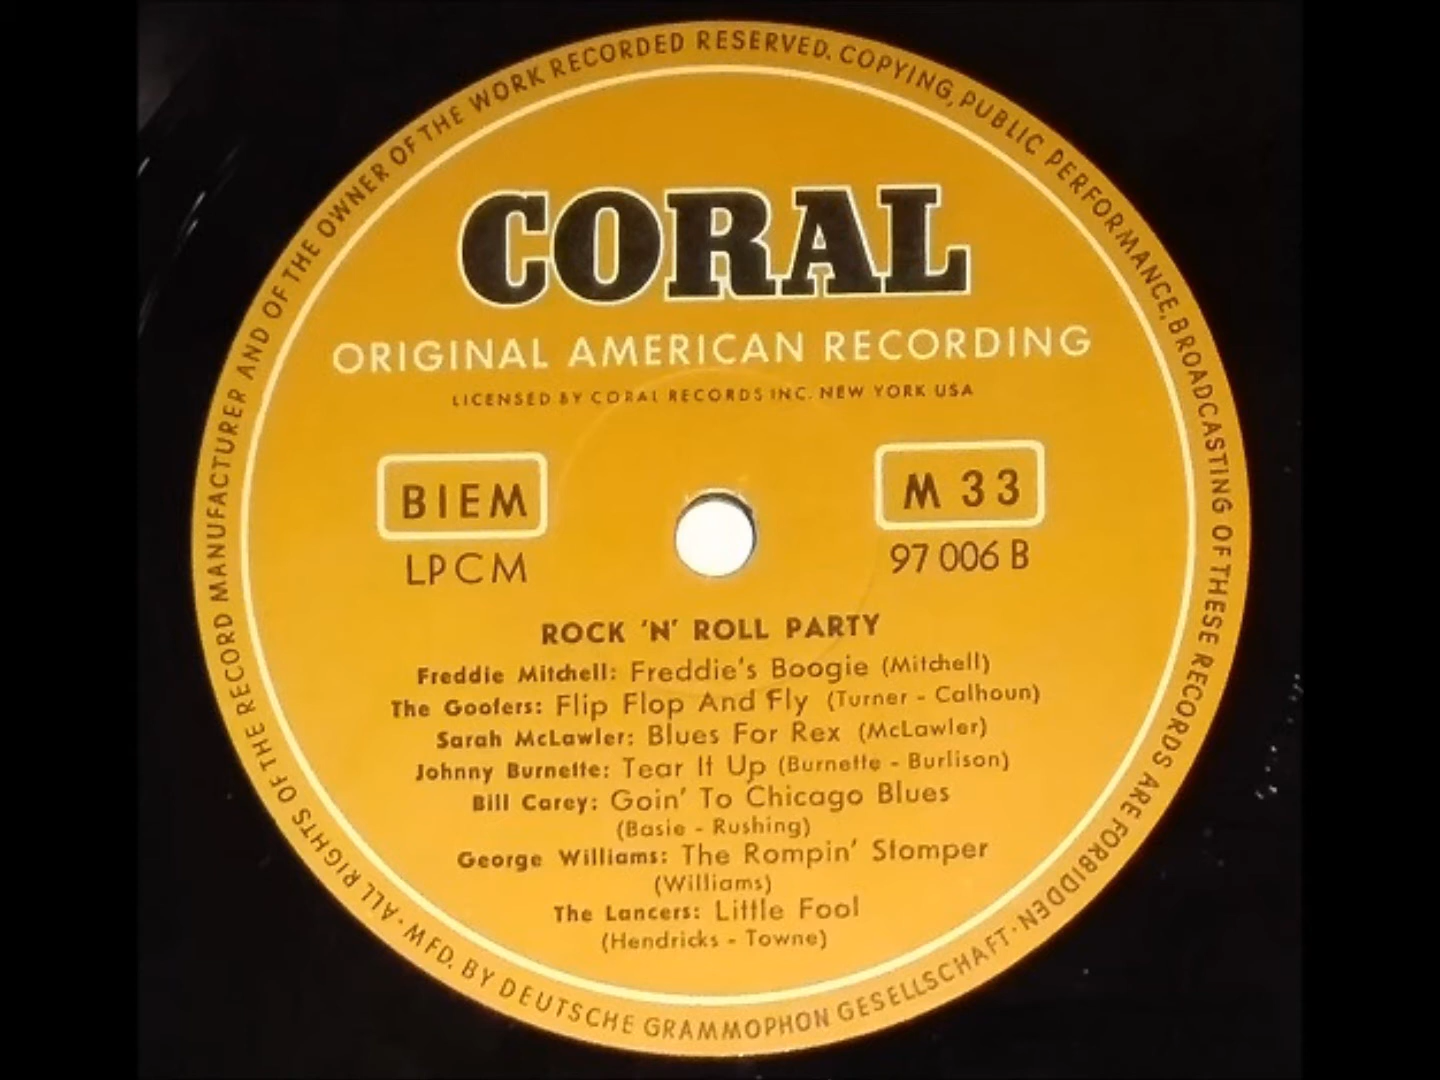 ALL RIGHTS OF THE RECORD MANUFACTURER AND OF THE OWNER OF THE WORK RECORDED RESERVED. COPYING, PUBLIC PERFORMANCE, BROADCASTING OF THESE RECORDS ARE FORBIDDEN · MFD. BY DEUTSCHE GRAMMOPHON GESELLSCHAFT ·
CORAL
ORIGINAL AMERICAN RECORDING
LICENSED BY CORAL RECORDS INC. NEW YORK USA
BIEM M 33
LPCM 97 006 B
ROCK 'N' ROLL PARTY
Freddie Mitchell: Freddie's Boogie (Mitchell)
The Goofers: Flip Flop And Fly (Turner - Calhoun)
Sarah McLawler: Blues For Rex (McLawler)
Johnny Burnette: Tear It Up (Burnette - Burlison)
Bill Carey: Goin' To Chicago Blues
(Basie - Rushing)
George Williams: The Rompin' Stomper
(Williams)
The Lancers: Little Fool
(Hendricks - Towne)